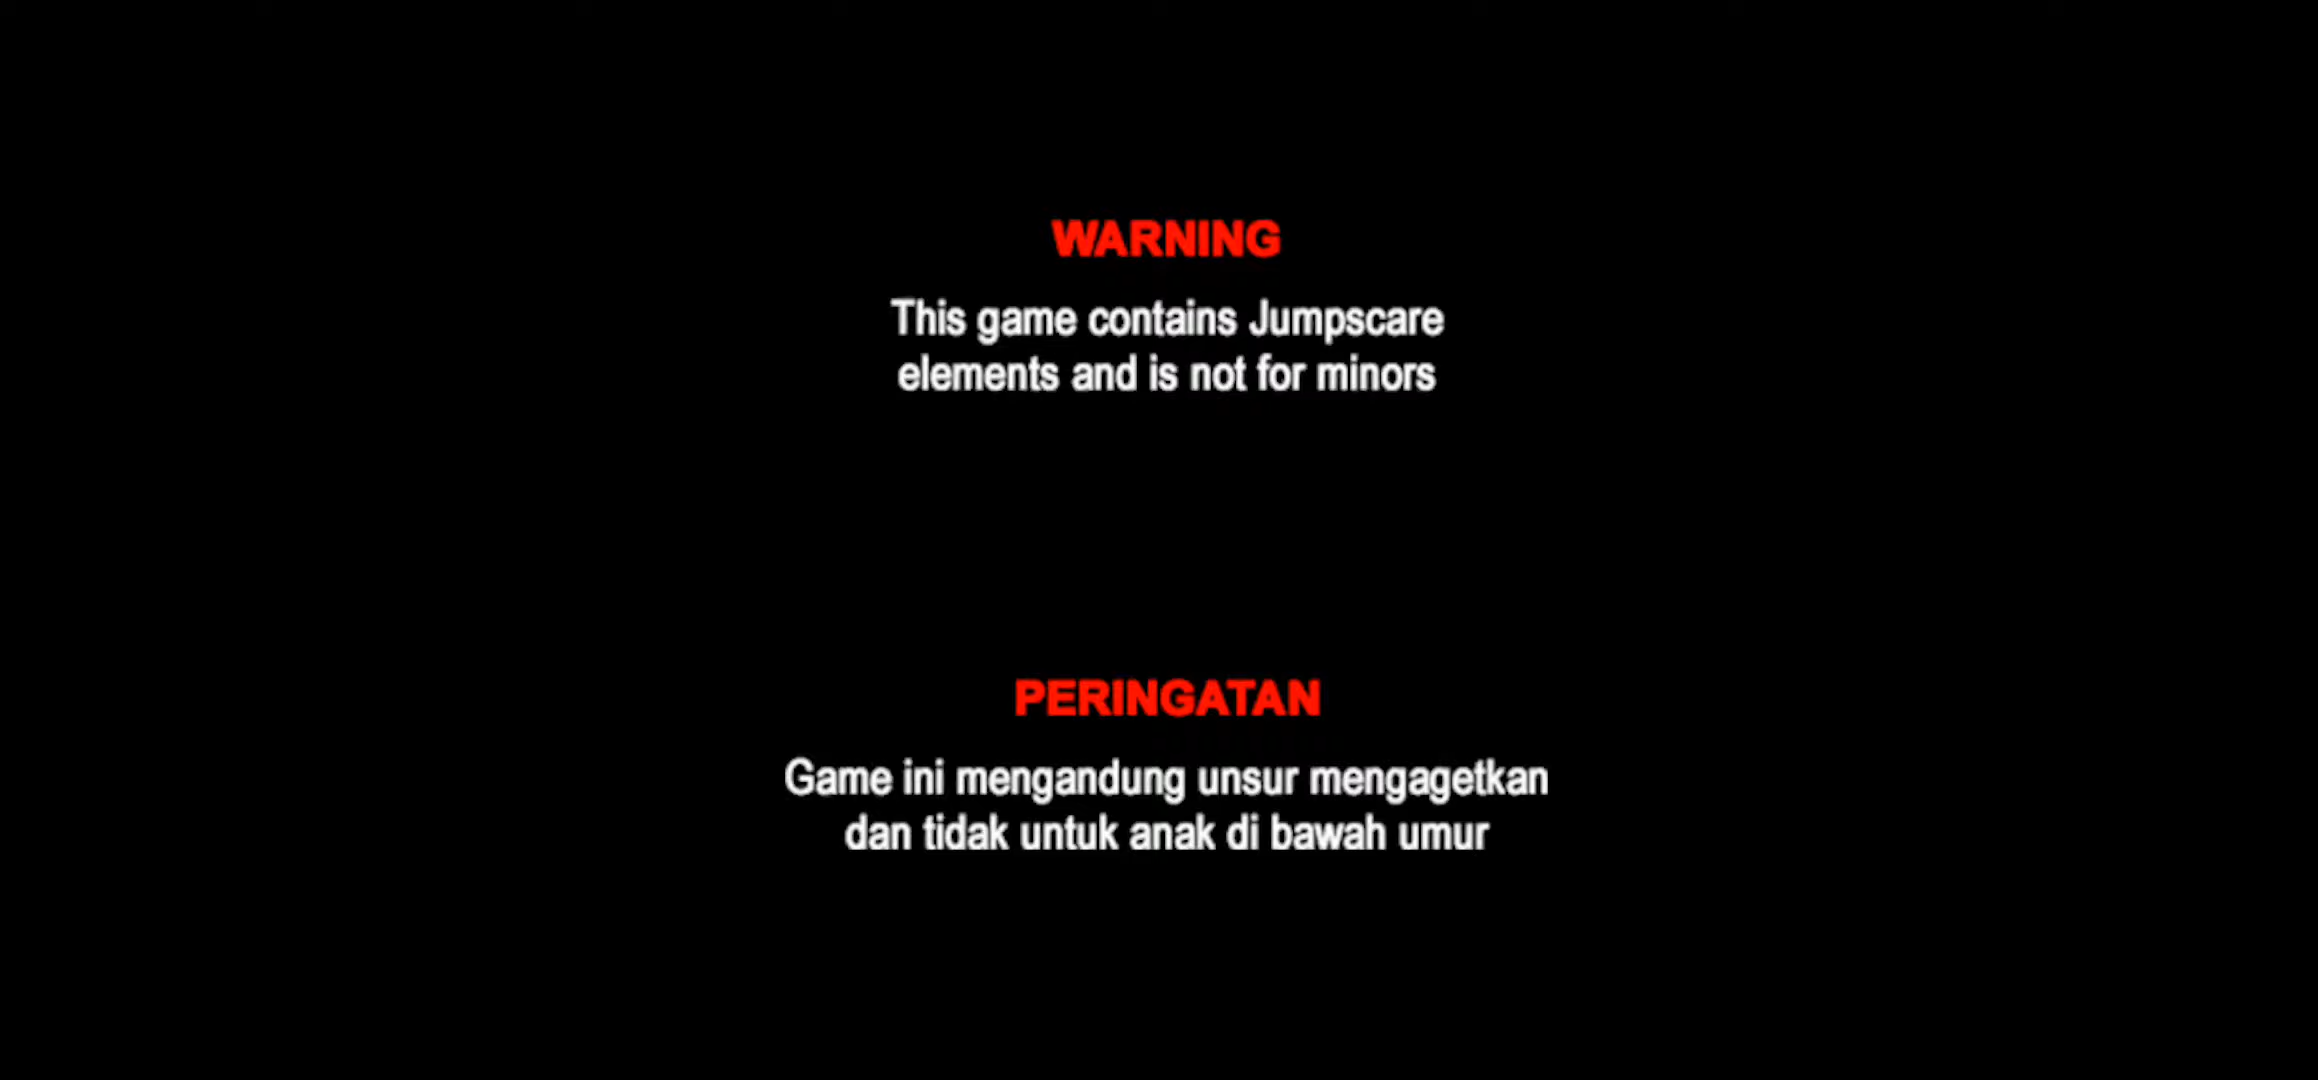 WARNING
This game contains Jumpscare
elements and is not for minors
PERINGATAN
Game ini mengandung unsur mengagetkan
dan tidak untuk anak di bawah umur